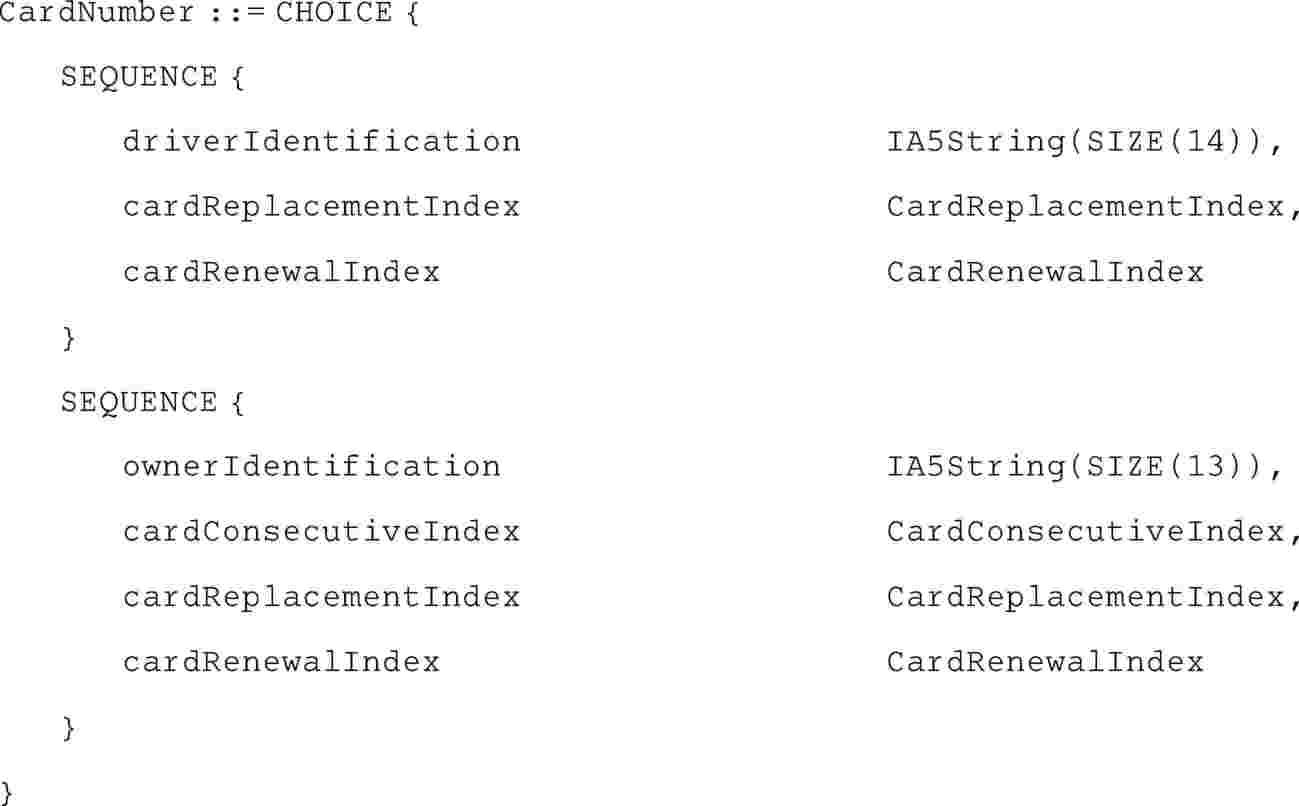 CardNumber ::= CHOICE {
SEQUENCE {
driverIdentification IA5String(SIZE(14)),
cardReplacementIndex CardReplacementIndex,
cardRenewalIndex CardRenewalIndex
}
SEQUENCE {
ownerIdentification IA5String(SIZE(13)),
cardConsecutiveIndex CardConsecutiveIndex,
cardReplacementIndex CardReplacementIndex,
cardRenewalIndex CardRenewalIndex
}
}